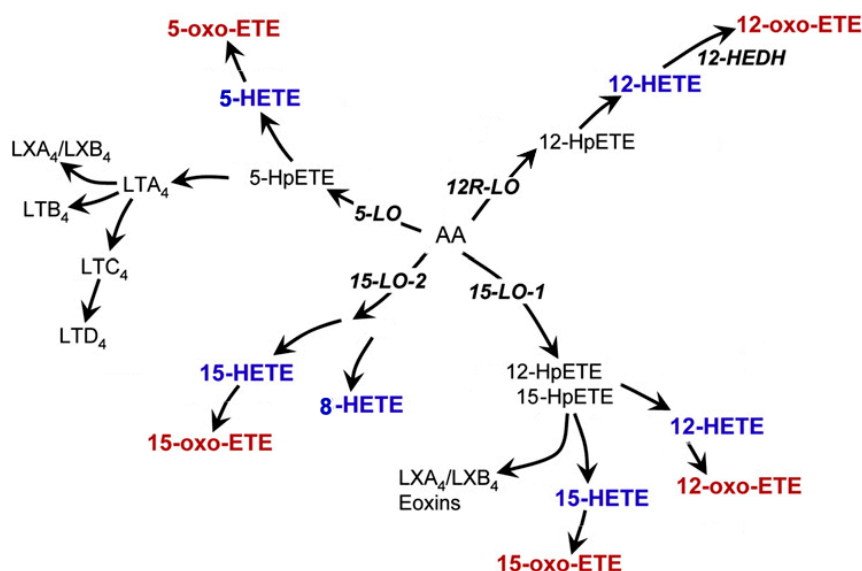 5-oxo-ETE
12-oxo-ETE
12-HEDH
5-HETE
12-HETE
LXA₄/LXB₄
12-HpETE
LTA₄
5-HpETE
12R-LO
LTB₄
5-LO
AA
LTC₄
15-LO-2
15-LO-1
LTD₄
15-HETE
8-HETE
12-HpETE
15-HpETE
12-HETE
15-oxo-ETE
LXA₄/LXB₄
Eoxins
15-HETE
12-oxo-ETE
15-oxo-ETE